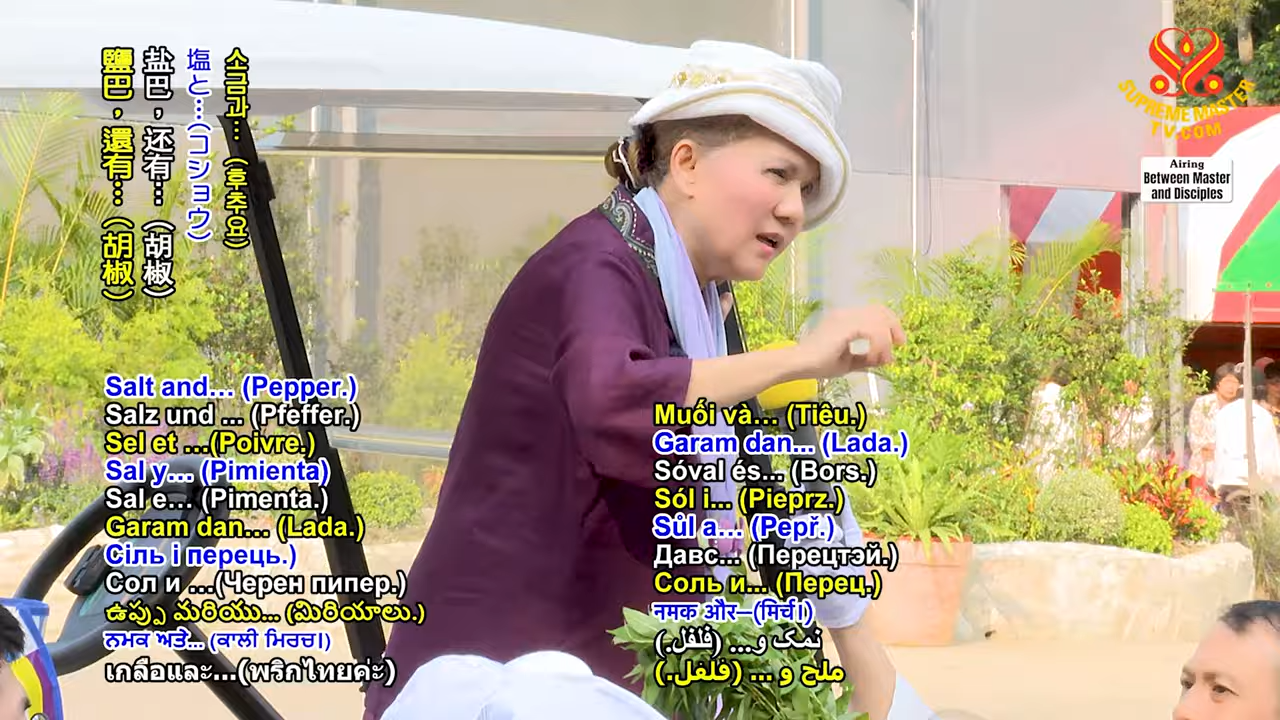 鹽巴，還有…（胡椒）
盐巴，还有…（胡椒）
塩と…(コショウ)
소금과…（후추요）
SUPREME MASTER
TV.COM
Airing
Between Master
and Disciples
Salt and... (Pepper.)
Salz und ... (Pfeffer.)
Sel et ...(Poivre.)
Sal y... (Pimienta)
Sal e... (Pimenta.)
Garam dan... (Lada.)
Сіль і перець.)
Сол и ...(Черен пипер.)
ఉప్పు మరియు... (మిరియాలు.)
ਨਮਕ ਅਤੇ... (ਕਾਲੀ ਮਿਰਚ।)
เกลือและ...(พริกไทยค่ะ)
Muối và... (Tiêu.)
Garam dan... (Lada.)
Sóval és... (Bors.)
Sól i... (Pieprz.)
Sůl a... (Pepř.)
Давс... (Перецтэй.)
Соль и... (Перец.)
नमक और—(मिर्च।)
نمک و... (فلفل.)
ملح و ... (فلفل.)